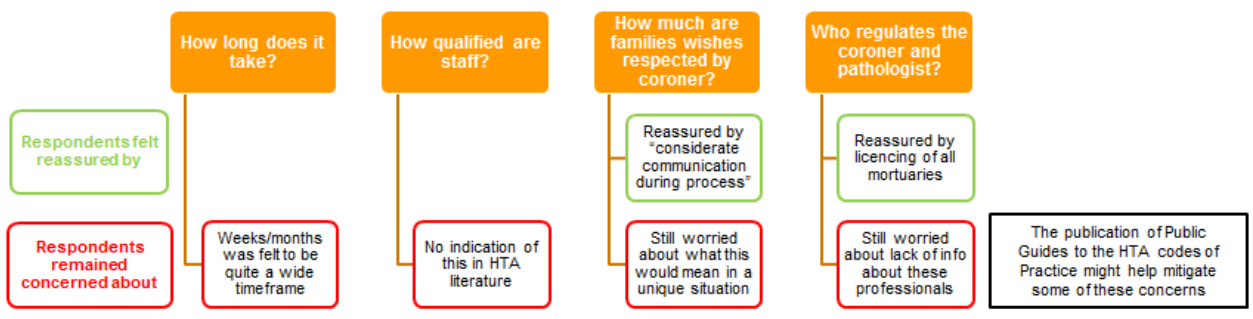 How long does it
take?
How qualified are
staff?
How much are
families wishes
respected by
coroner?
Who regulates the
coroner and
pathologist?
Respondents felt
reassured by
Reassured by
“considerate
communication
during process”
Reassured by
licencing of all
mortuaries
Respondents
remained
concerned about
Weeks/months
was felt to be
quite a wide
timeframe
No indication of
this in HTA
literature
Still worried
about what this
would mean in a
unique situation
Still worried
about lack of info
about these
professionals
The publication of Public
Guides to the HTA codes of
Practice might help mitigate
some of these concerns